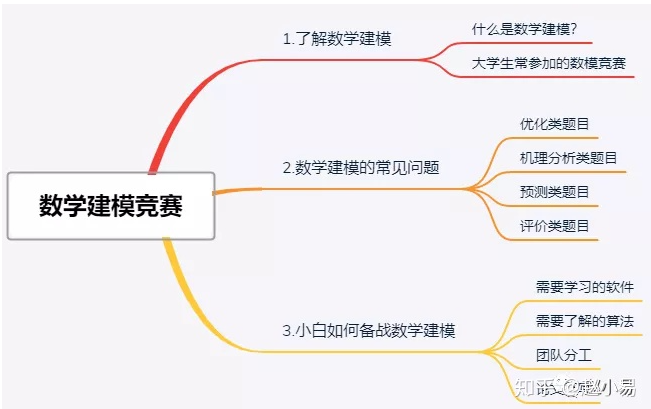 1.了解数学建模
什么是数学建模?
大学生常参加的数模竞赛
数学建模竞赛
2.数学建模的常见问题
优化类题目
机理分析类题目
预测类题目
评价类题目
3.小白如何备战数学建模
需要学习的软件
需要了解的算法
团队分工
知乎 @赵小易